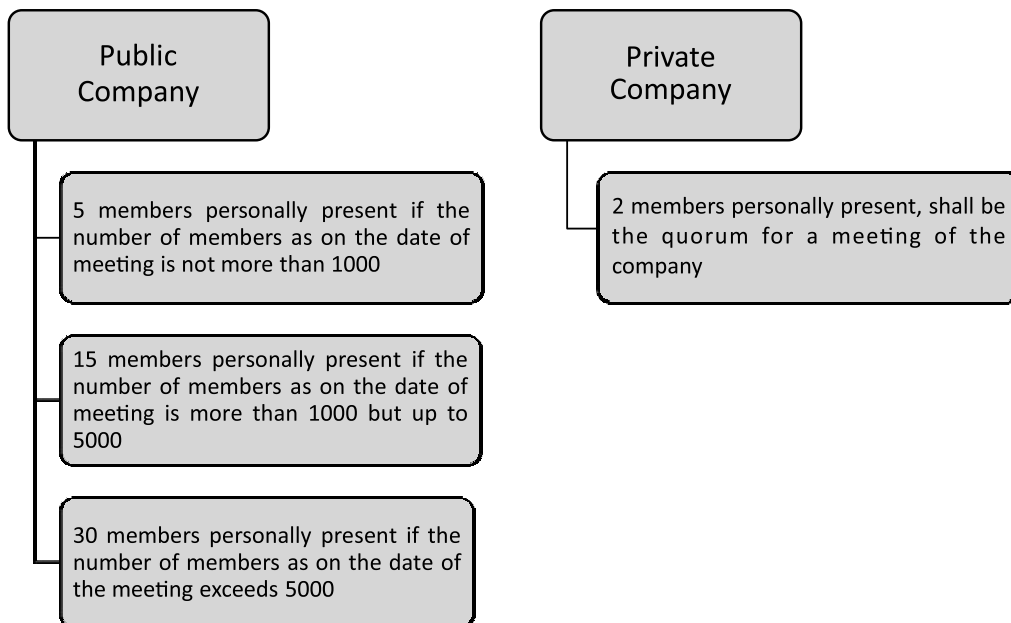 Public
Company
5 members personally present if the
number of members as on the date of
meeting is not more than 1000
15 members personally present if the
number of members as on the date of
meeting is more than 1000 but up to
5000
30 members personally present if the
number of members as on the date of
the meeting exceeds 5000
Private
Company
2 members personally present, shall be
the quorum for a meeting of the
company